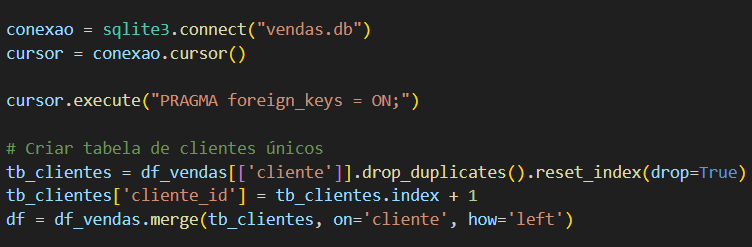 conexao = sqlite3.connect("vendas.db")
cursor = conexao.cursor()
cursor.execute("PRAGMA foreign_keys = ON;")
# Criar tabela de clientes únicos
tb_clientes = df_vendas[['cliente']].drop_duplicates().reset_index(drop=True)
tb_clientes['cliente_id'] = tb_clientes.index + 1
df = df_vendas.merge(tb_clientes, on='cliente', how='left')